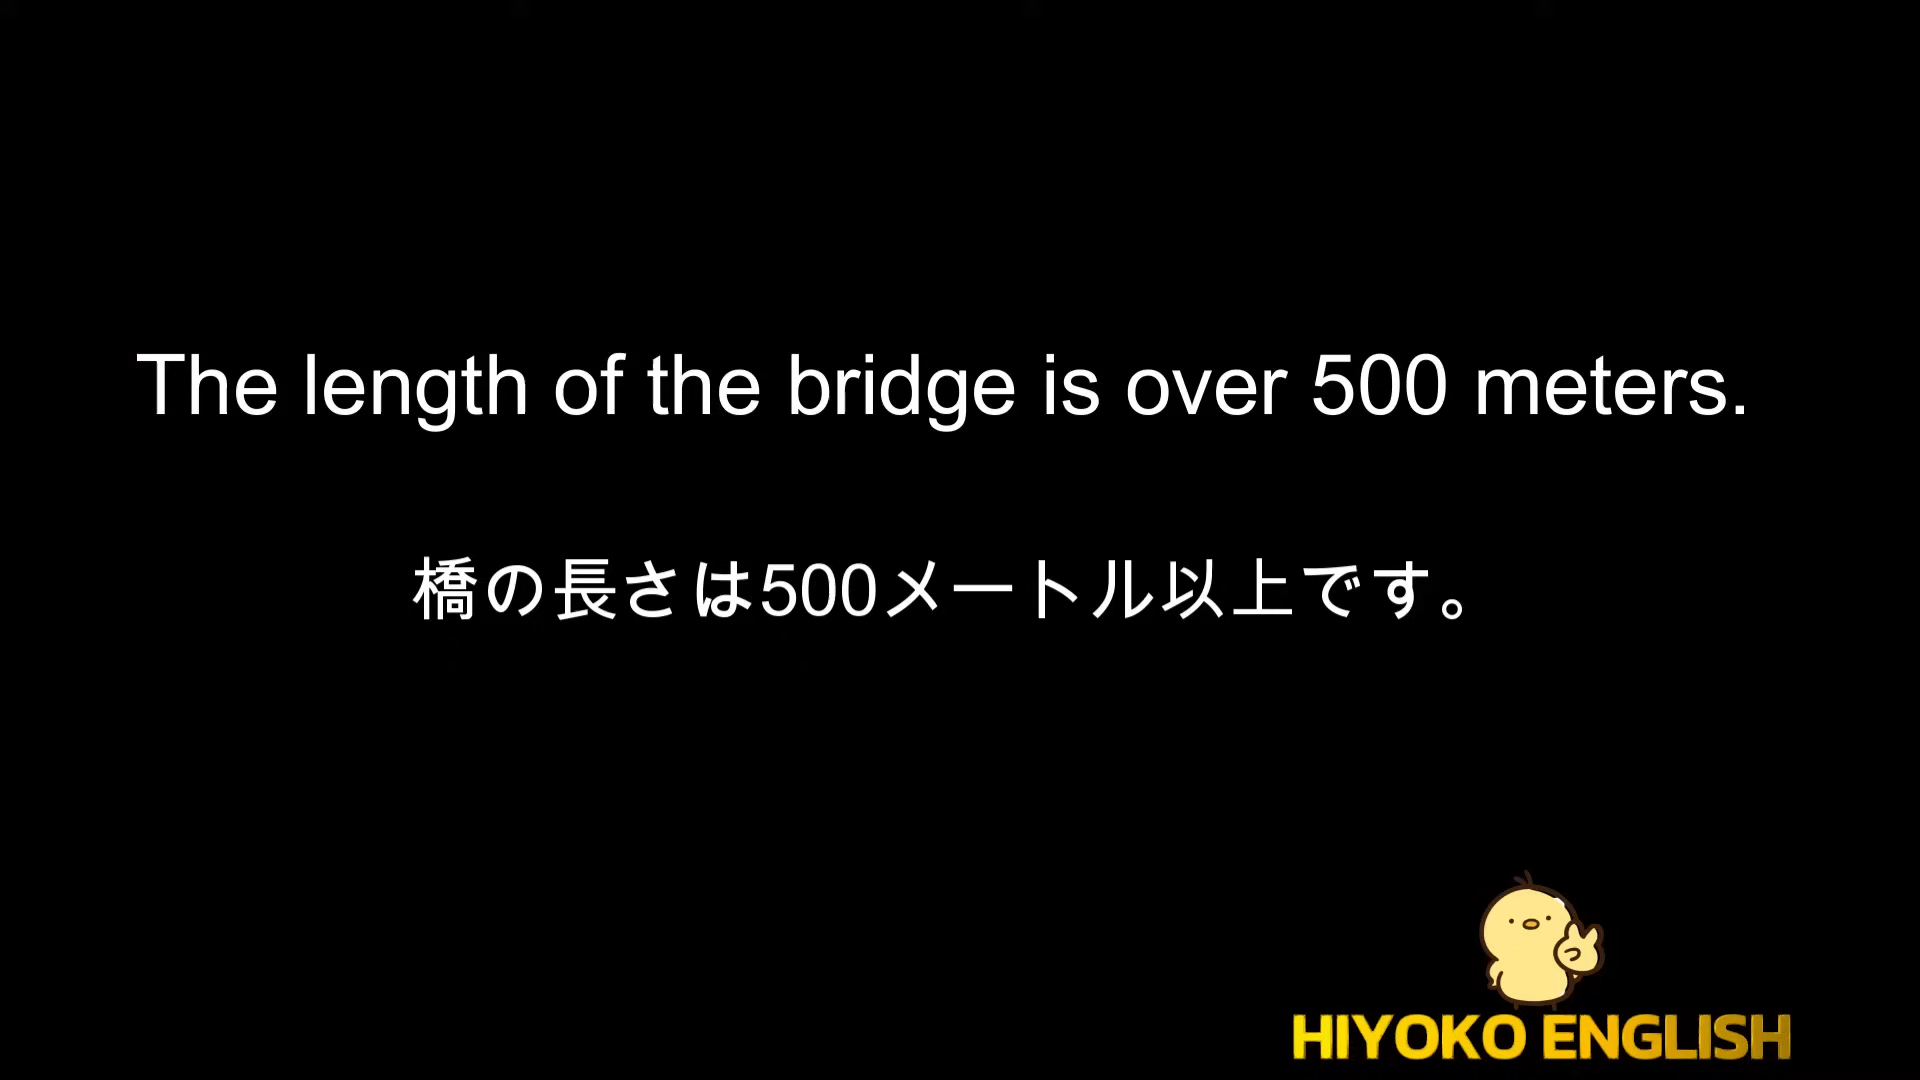 The length of the bridge is over 500 meters.
橋の長さは500メートル以上です。
HIYOKO ENGLISH